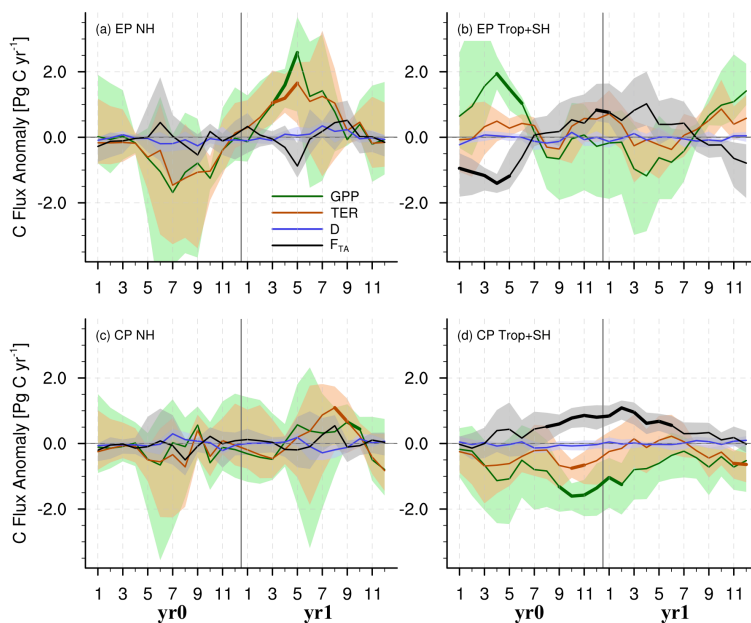 (a) EP NH
(b) EP Trop+SH
C Flux Anomaly [Pg C yr⁻¹]
2.0
0.0
-2.0
2.0
0.0
-2.0
GPP
TER
D
F_TA
1 3 5 7 9 11 1 3 5 7 9 11
1 3 5 7 9 11 1 3 5 7 9 11
(c) CP NH
(d) CP Trop+SH
C Flux Anomaly [Pg C yr⁻¹]
2.0
0.0
-2.0
2.0
0.0
-2.0
1 3 5 7 9 11 1 3 5 7 9 11
1 3 5 7 9 11 1 3 5 7 9 11
yr0 yr1
yr0 yr1